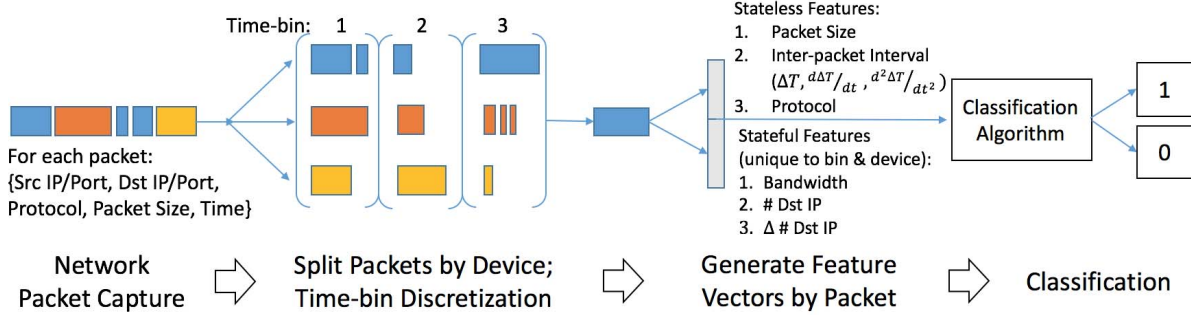 Time-bin: 1 2 3
For each packet:
{Src IP/Port, Dst IP/Port,
Protocol, Packet Size, Time}
Stateless Features:
1. Packet Size
2. Inter-packet Interval
(ΔT, dΔT/dt , d²ΔT/dt²)
3. Protocol
Stateful Features
(unique to bin & device):
1. Bandwidth
2. # Dst IP
3. Δ # Dst IP
Classification
Algorithm
1
0
Network
Packet Capture
Split Packets by Device;
Time-bin Discretization
Generate Feature
Vectors by Packet
Classification